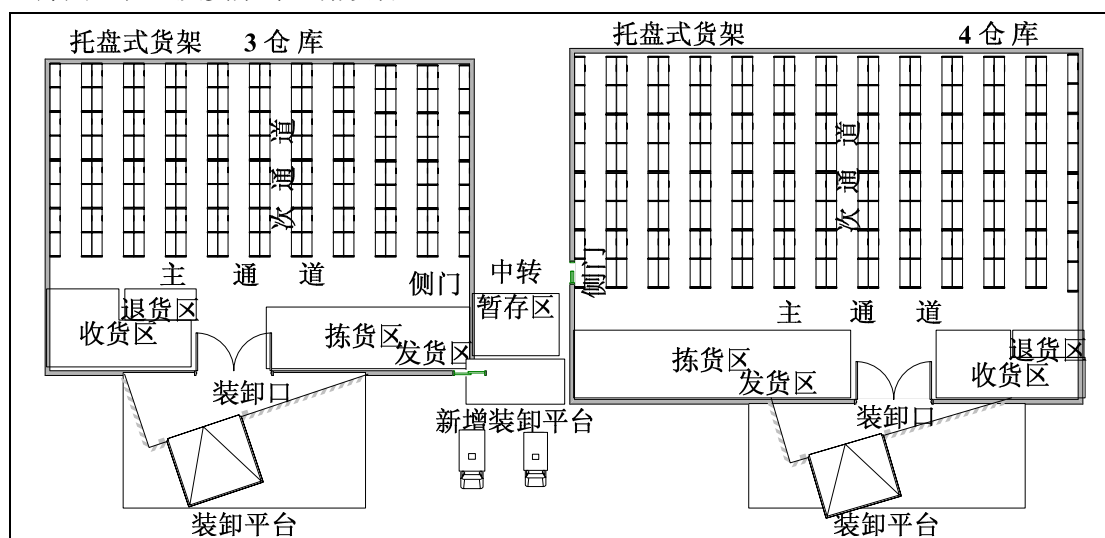 托盘式货架 3 仓 库
次 通 道
主 通 道
侧门
退货区
收货区
拣货区
发货区
装卸口
装卸平台
中转
暂存区
新增装卸平台
托盘式货架 4 仓 库
次 通 道
侧门
主 通 道
拣货区
发货区
退货区
收货区
装卸口
装卸平台